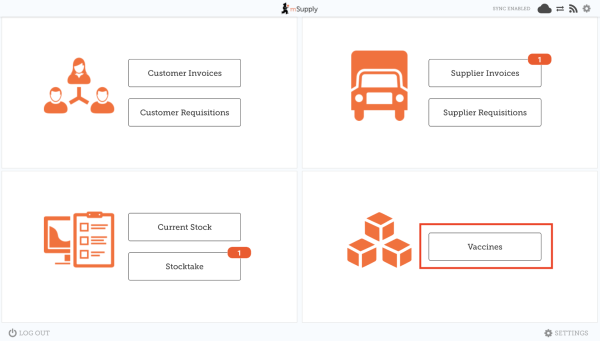 mSupply
SYNC ENABLED
Customer Invoices
Customer Requisitions
1
Supplier Invoices
Supplier Requisitions
Current Stock
1
Stocktake
Vaccines
LOG OUT
SETTINGS